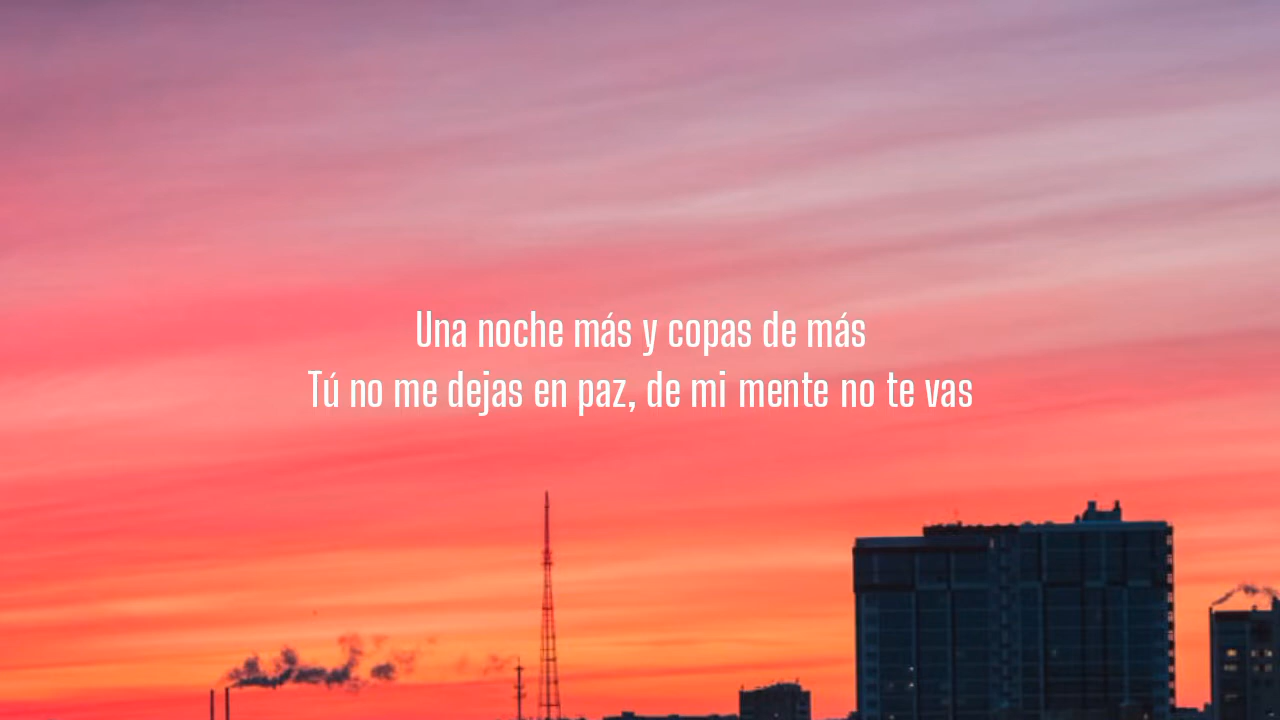 Una noche más y copas de más
Tú no me dejas en paz, de mi mente no te vas